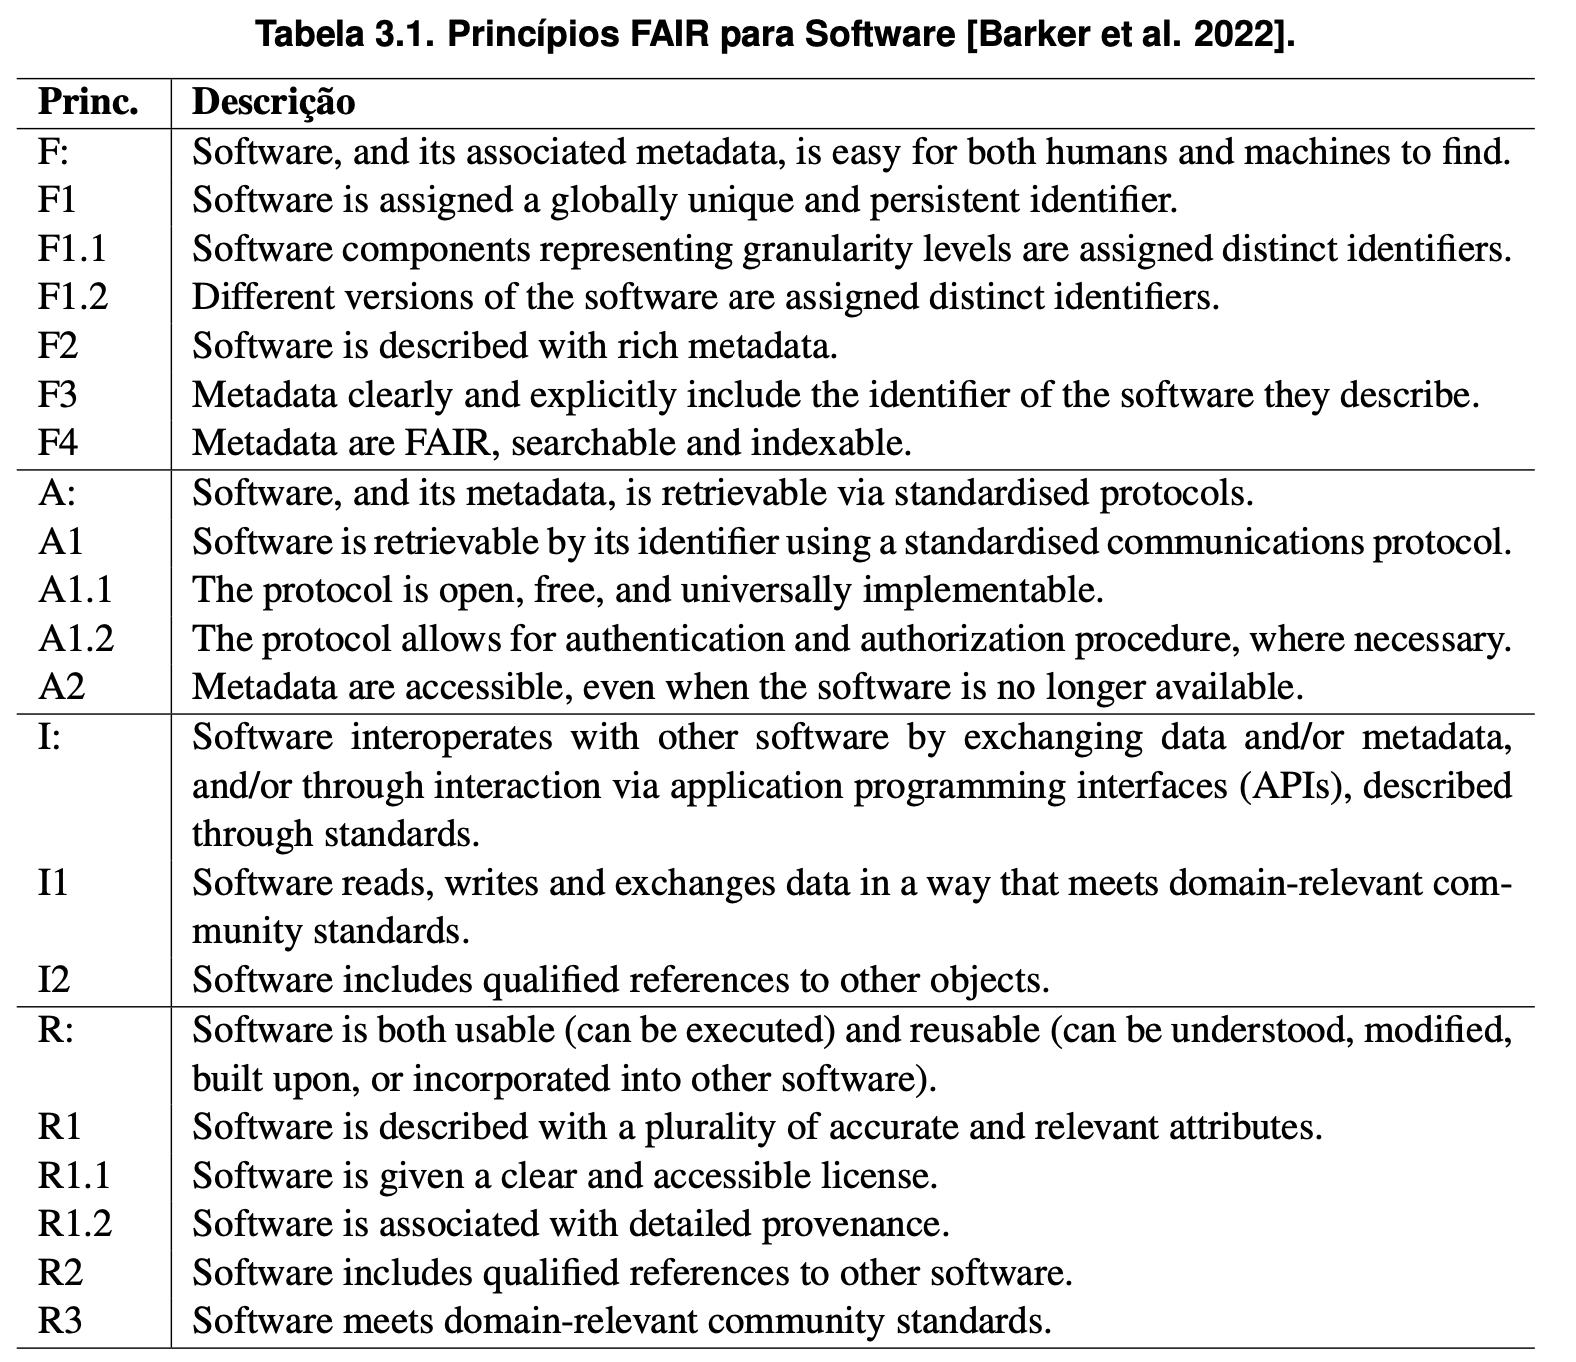 Tabela 3.1. Princípios FAIR para Software [Barker et al. 2022].
Princ. Descrição
F: Software, and its associated metadata, is easy for both humans and machines to find.
F1 Software is assigned a globally unique and persistent identifier.
F1.1 Software components representing granularity levels are assigned distinct identifiers.
F1.2 Different versions of the software are assigned distinct identifiers.
F2 Software is described with rich metadata.
F3 Metadata clearly and explicitly include the identifier of the software they describe.
F4 Metadata are FAIR, searchable and indexable.
A: Software, and its metadata, is retrievable via standardised protocols.
A1 Software is retrievable by its identifier using a standardised communications protocol.
A1.1 The protocol is open, free, and universally implementable.
A1.2 The protocol allows for authentication and authorization procedure, where necessary.
A2 Metadata are accessible, even when the software is no longer available.
I: Software interoperates with other software by exchanging data and/or metadata,
and/or through interaction via application programming interfaces (APIs), described
through standards.
I1 Software reads, writes and exchanges data in a way that meets domain-relevant com-
munity standards.
I2 Software includes qualified references to other objects.
R: Software is both usable (can be executed) and reusable (can be understood, modified,
built upon, or incorporated into other software).
R1 Software is described with a plurality of accurate and relevant attributes.
R1.1 Software is given a clear and accessible license.
R1.2 Software is associated with detailed provenance.
R2 Software includes qualified references to other software.
R3 Software meets domain-relevant community standards.